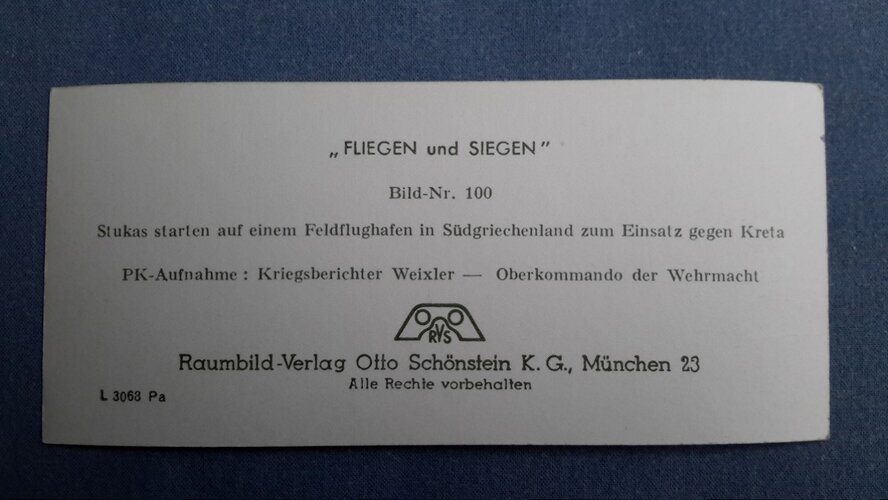 „FLIEGEN und SIEGEN”
Bild-Nr. 100
Stukas starten auf einem Feldflughafen in Südgriechenland zum Einsatz gegen Kreta
PK-Aufnahme : Kriegsberichter Weixler — Oberkommando der Wehrmacht
RVS
Raumbild-Verlag Otto Schönstein K. G., München 23
Alle Rechte vorbehalten
L 3063 Pa